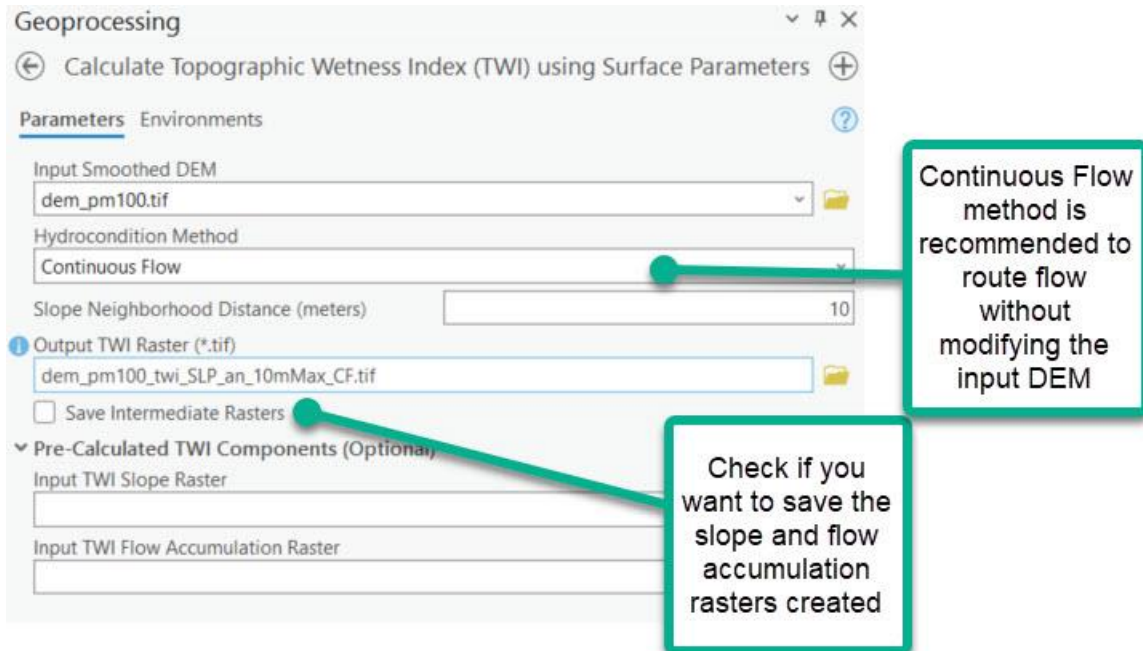 Geoprocessing
Calculate Topographic Wetness Index (TWI) using Surface Parameters
Parameters Environments
Input Smoothed DEM
dem_pm100.tif
Hydrocondition Method
Continuous Flow
Slope Neighborhood Distance (meters) 10
Output TWI Raster (*.tif)
dem_pm100_twi_SLP_an_10mMax_CF.tif
Save Intermediate Rasters
Pre-Calculated TWI Components (Optional)
Input TWI Slope Raster
Input TWI Flow Accumulation Raster
Continuous Flow
method is
recommended to
route flow
without
modifying the
input DEM
Check if you
want to save the
slope and flow
accumulation
rasters created